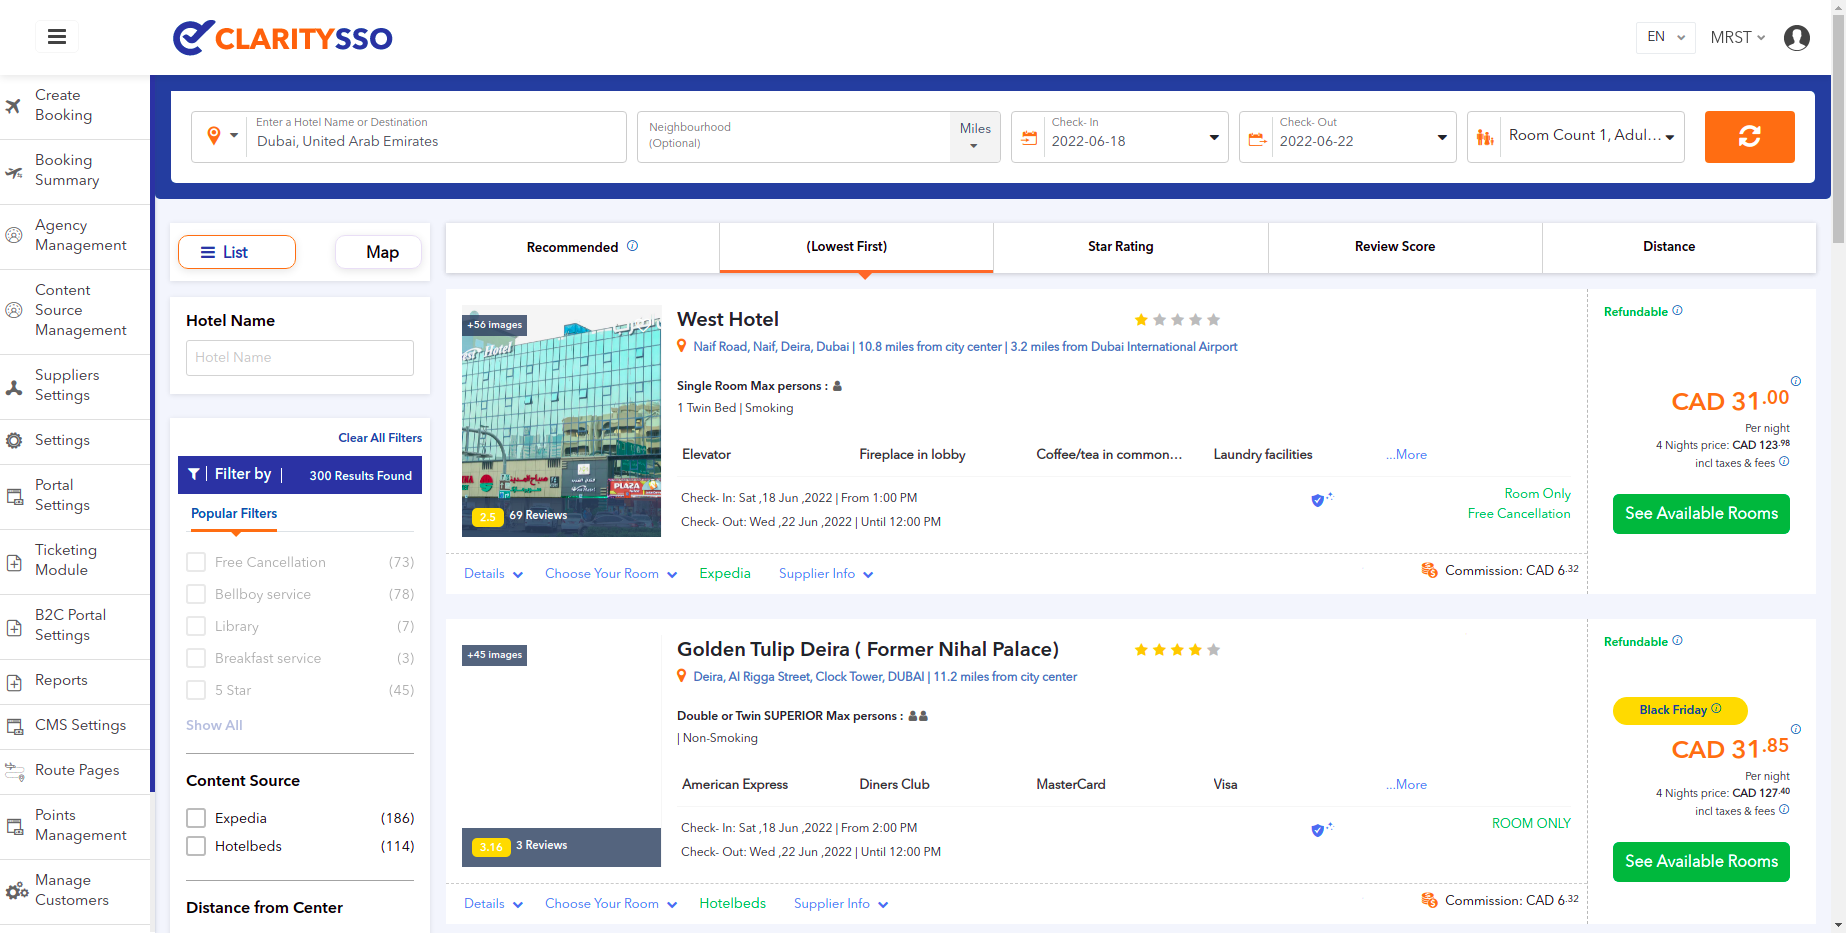 CLARITYSSO
EN
MRST
Create
Booking
Booking
Summary
Agency
Management
Content
Source
Management
Suppliers
Settings
Settings
Portal
Settings
Ticketing
Module
B2C Portal
Settings
Reports
CMS Settings
Route Pages
Points
Management
Manage
Customers
Enter a Hotel Name or Destination
Dubai, United Arab Emirates
Neighbourhood
(Optional)
Miles
Check- In
2022-06-18
Check- Out
2022-06-22
Room Count 1, Adul...
List
Map
Hotel Name
Hotel Name
Clear All Filters
Filter by
300 Results Found
Popular Filters
Free Cancellation (73)
Bellboy service (78)
Library (7)
Breakfast service (3)
5 Star (45)
Show All
Content Source
Expedia (186)
Hotelbeds (114)
Distance from Center
Recommended
(Lowest First)
Star Rating
Review Score
Distance
+56 images
West Hotel
PLAZA
2.5 69 Reviews
West Hotel
Naif Road, Naif, Deira, Dubai | 10.8 miles from city center | 3.2 miles from Dubai International Airport
Single Room Max persons :
1 Twin Bed | Smoking
Elevator
Fireplace in lobby
Coffee/tea in common...
Laundry facilities
...More
Check- In: Sat ,18 Jun ,2022 | From 1:00 PM
Check- Out: Wed ,22 Jun ,2022 | Until 12:00 PM
Room Only
Free Cancellation
Details
Choose Your Room
Expedia
Supplier Info
Commission: CAD 6.32
Refundable
CAD 31.00
Per night
4 Nights price: CAD 123.98
incl taxes & fees
See Available Rooms
+45 images
3.16 3 Reviews
Golden Tulip Deira ( Former Nihal Palace)
Deira, Al Rigga Street, Clock Tower, DUBAI | 11.2 miles from city center
Double or Twin SUPERIOR Max persons :
| Non-Smoking
American Express
Diners Club
MasterCard
Visa
...More
Check- In: Sat ,18 Jun ,2022 | From 2:00 PM
Check- Out: Wed ,22 Jun ,2022 | Until 12:00 PM
ROOM ONLY
Details
Choose Your Room
Hotelbeds
Supplier Info
Commission: CAD 6.32
Refundable
Black Friday
CAD 31.85
Per night
4 Nights price: CAD 127.40
incl taxes & fees
See Available Rooms